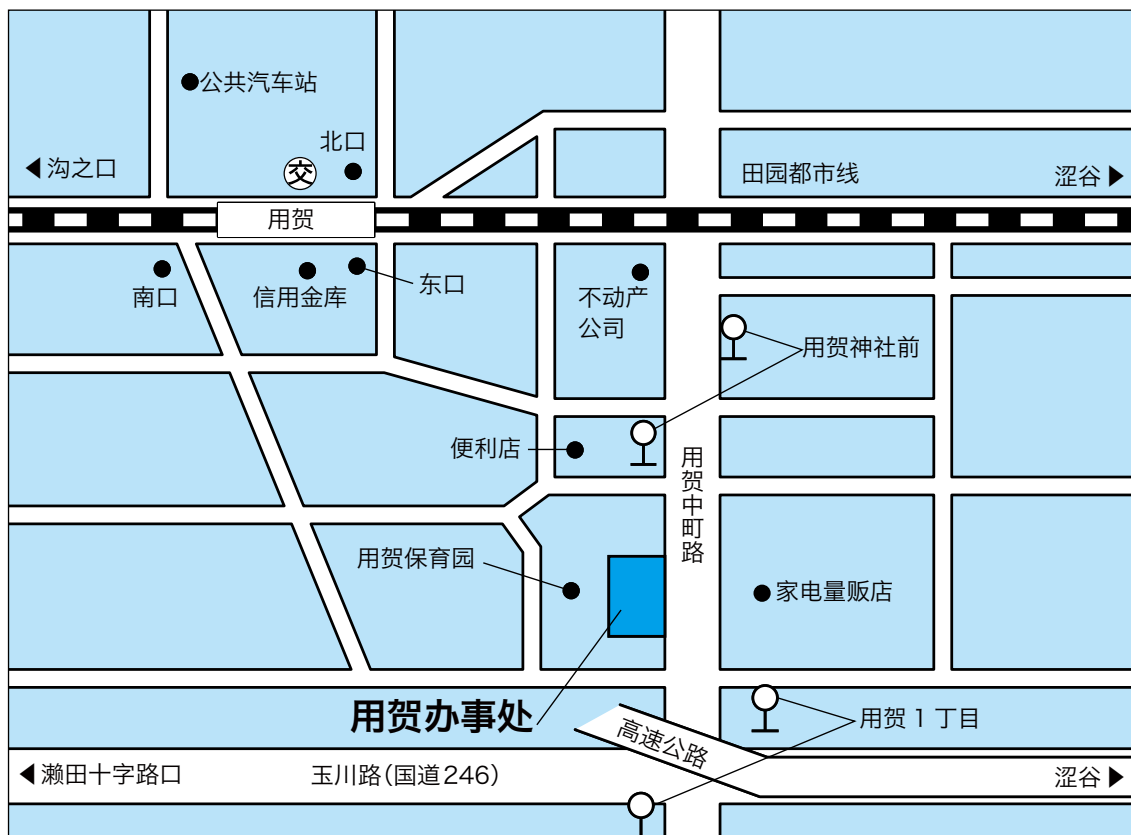 公共汽车站
北口
交
沟之口
田园都市线
涩谷
用贺
南口
信用金库
东口
不动产
公司
用贺神社前
便利店
用贺中町路
用贺保育园
家电量贩店
用贺办事处
用贺1丁目
高速公路
濑田十字路口
玉川路(国道246)
涩谷